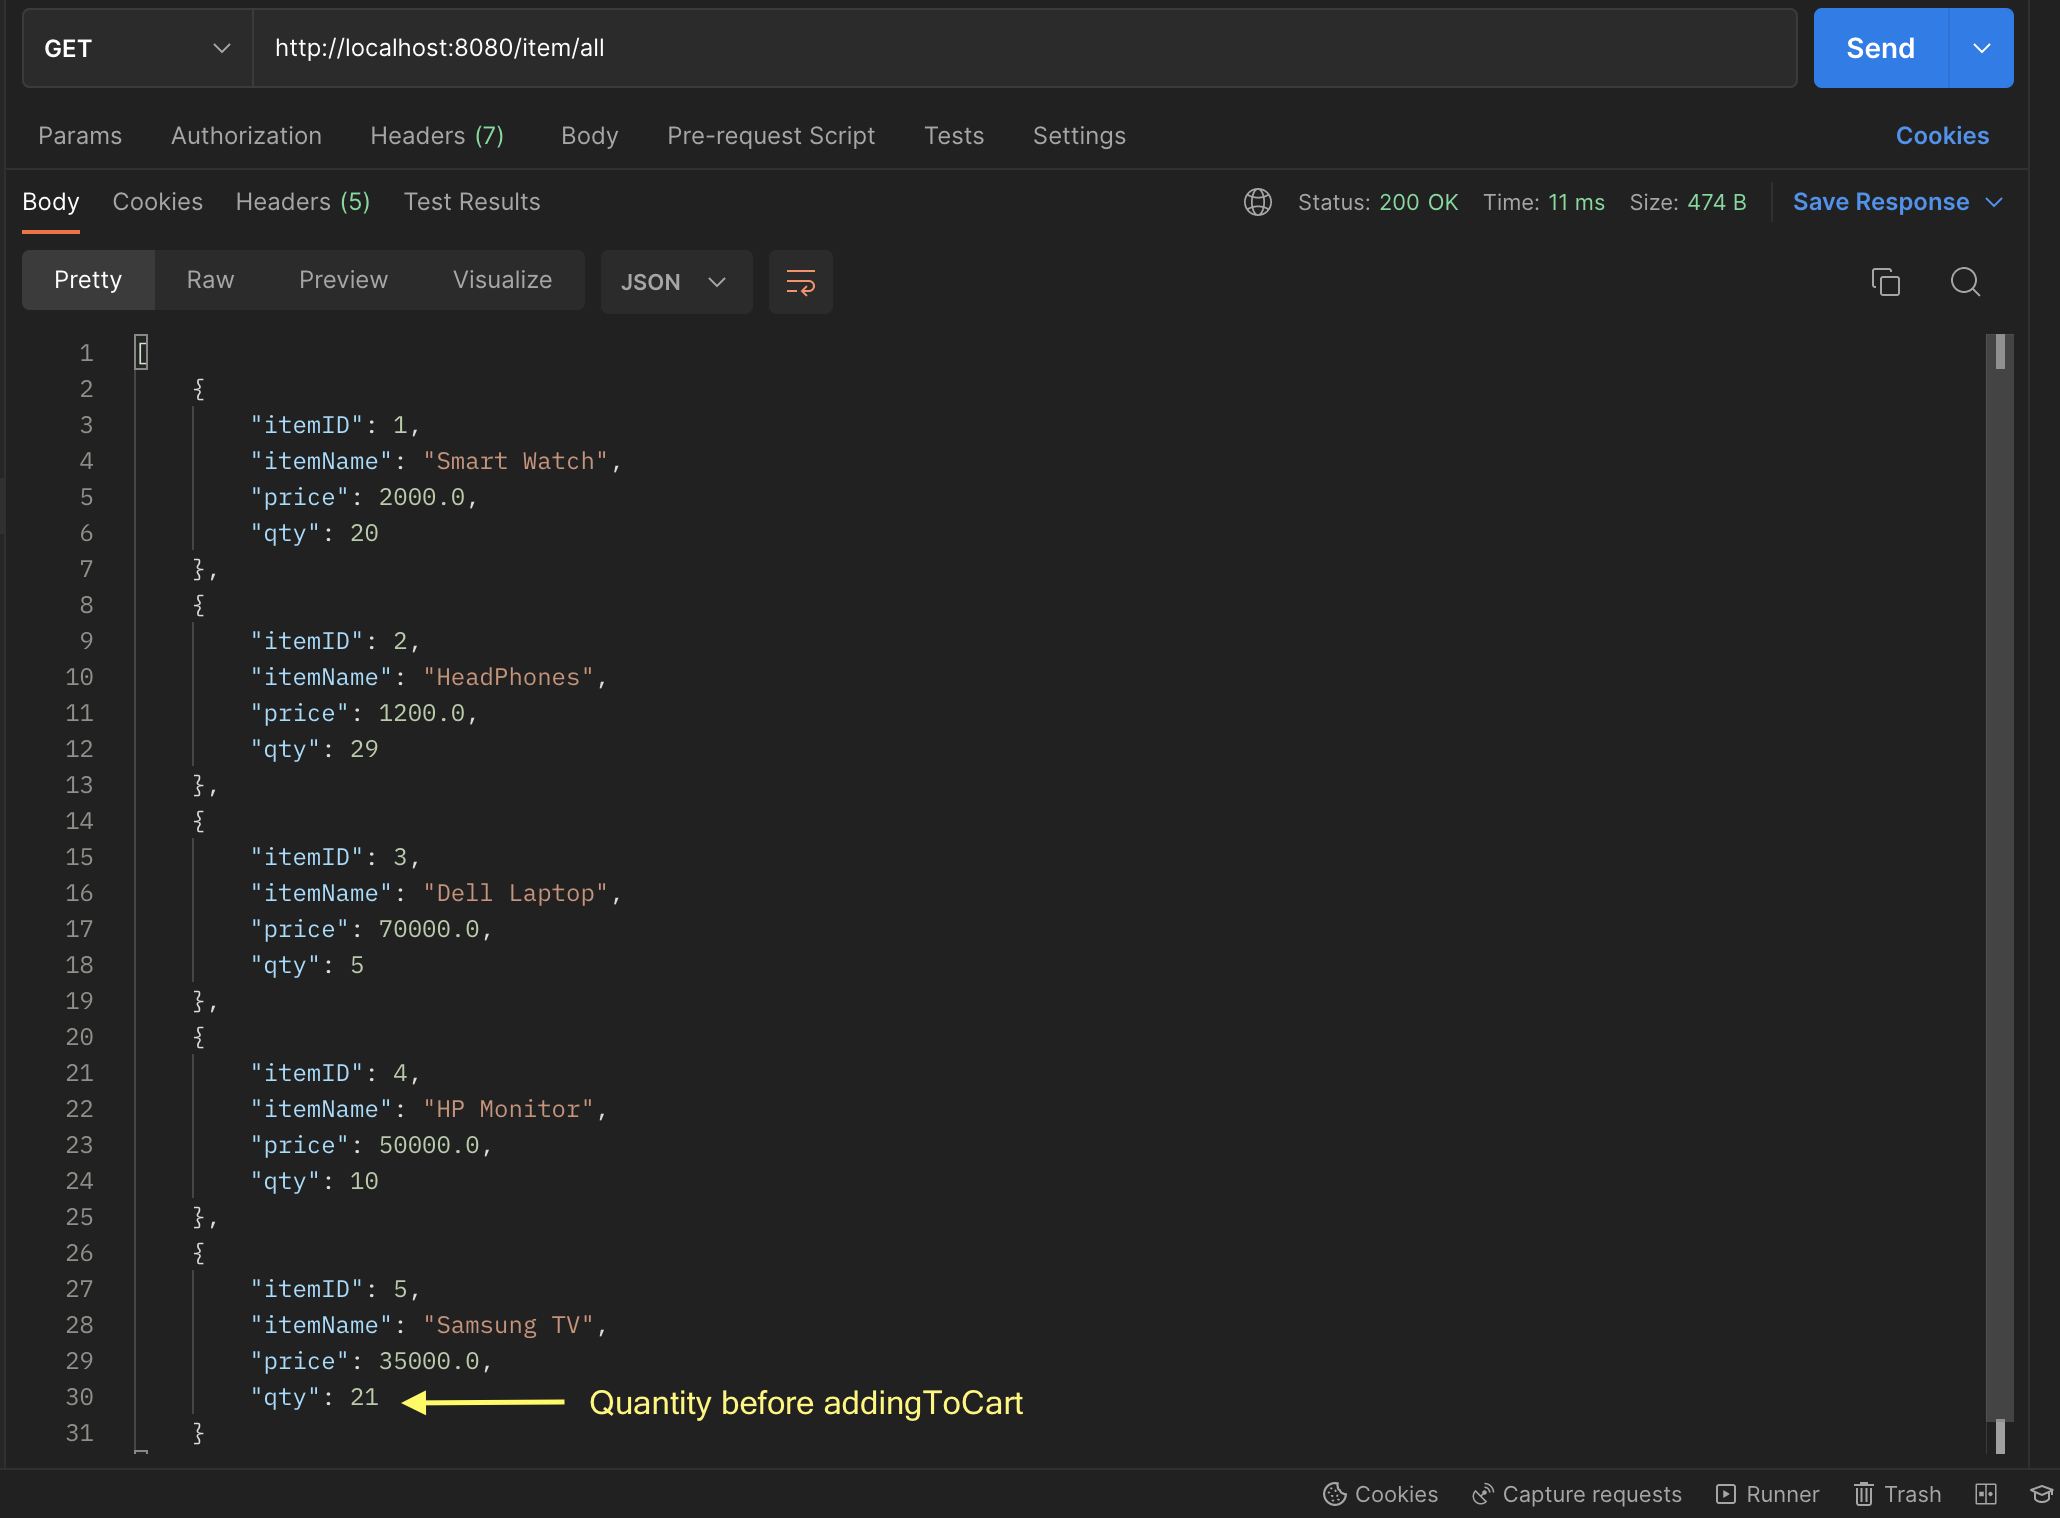 GET http://localhost:8080/item/all Send
Params Authorization Headers (7) Body Pre-request Script Tests Settings Cookies
Body Cookies Headers (5) Test Results Status: 200 OK Time: 11 ms Size: 474 B Save Response
Pretty Raw Preview Visualize JSON
1 [
2 {
3 "itemID": 1,
4 "itemName": "Smart Watch",
5 "price": 2000.0,
6 "qty": 20
7 },
8 {
9 "itemID": 2,
10 "itemName": "HeadPhones",
11 "price": 1200.0,
12 "qty": 29
13 },
14 {
15 "itemID": 3,
16 "itemName": "Dell Laptop",
17 "price": 70000.0,
18 "qty": 5
19 },
20 {
21 "itemID": 4,
22 "itemName": "HP Monitor",
23 "price": 50000.0,
24 "qty": 10
25 },
26 {
27 "itemID": 5,
28 "itemName": "Samsung TV",
29 "price": 35000.0,
30 "qty": 21 Quantity before addingToCart
31 }
Cookies Capture requests Runner Trash